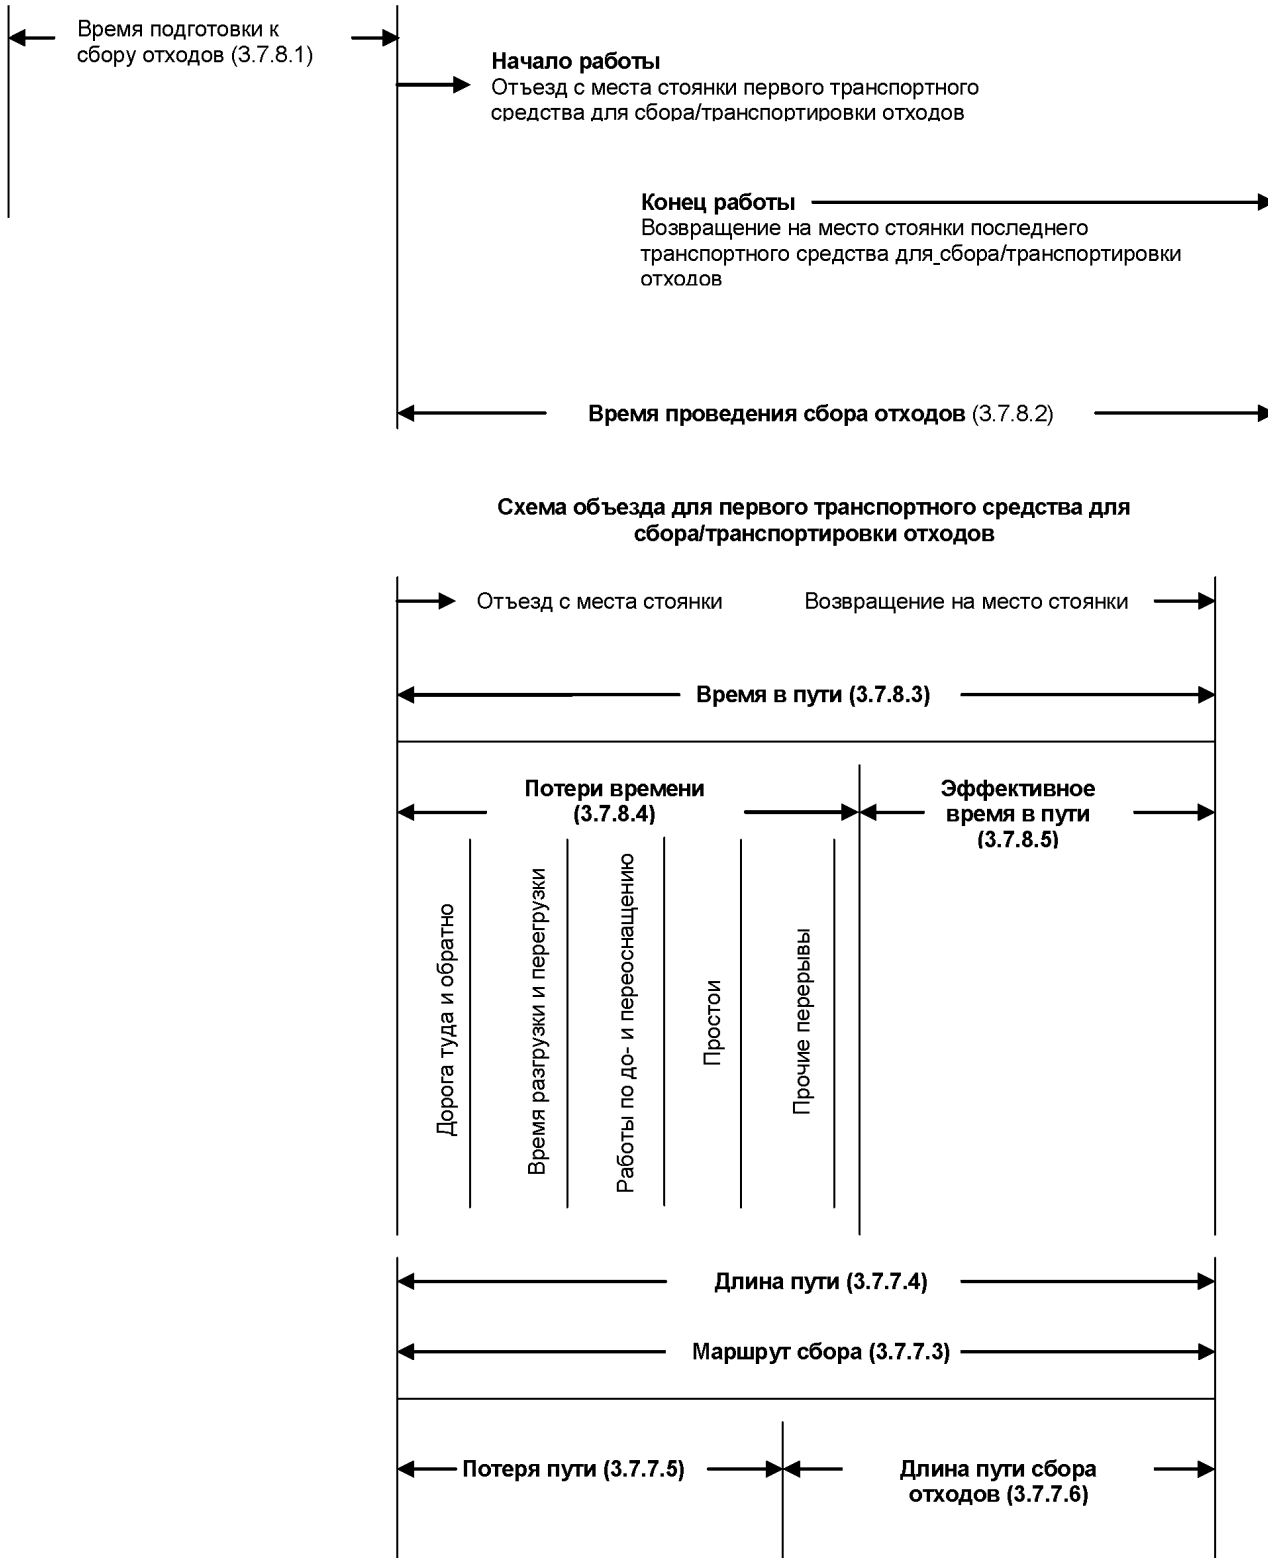 Время подготовки к
сбору отходов (3.7.8.1)
Начало работы
Отъезд с места стоянки первого транспортного
средства для сбора/транспортировки отходов
Конец работы
Возвращение на место стоянки последнего
транспортного средства для сбора/транспортировки
отходов
Время проведения сбора отходов (3.7.8.2)
Схема объезда для первого транспортного средства для
сбора/транспортировки отходов
Отъезд с места стоянки
Возвращение на место стоянки
Время в пути (3.7.8.3)
Потери времени
(3.7.8.4)
Эффективное
время в пути
(3.7.8.5)
Дорога туда и обратно
Время разгрузки и перегрузки
Работы по до- и переоснащению
Простои
Прочие перерывы
Длина пути (3.7.7.4)
Маршрут сбора (3.7.7.3)
Потеря пути (3.7.7.5)
Длина пути сбора
отходов (3.7.7.6)